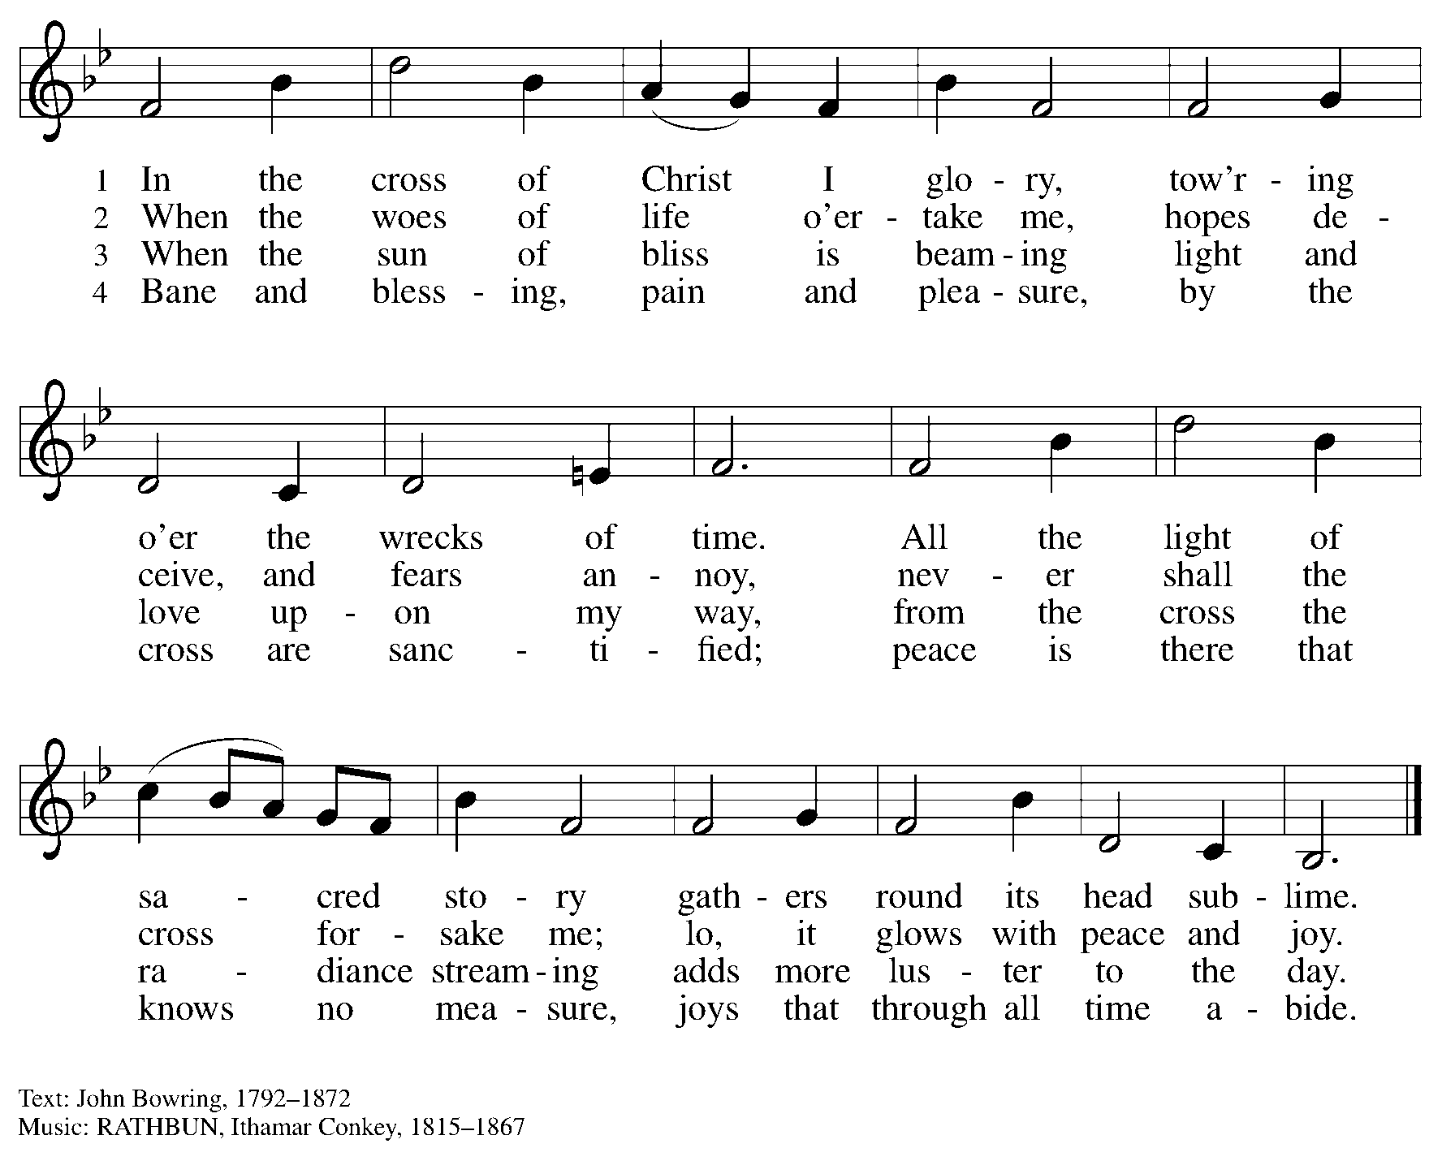 1 In the cross of Christ I glo - ry, tow'r - ing
2 When the woes of life o'er - take me, hopes de -
3 When the sun of bliss is beam - ing light and
4 Bane and bless - ing, pain and plea - sure, by the
o'er the wrecks of time. All the light of
ceive, and fears an - noy, nev - er shall the
love up - on my way, from the cross the
cross are sanc - ti - fied; peace is there that
sa - cred sto - ry gath - ers round its head sub - lime.
cross for - sake me; lo, it glows with peace and joy.
ra - diance stream - ing adds more lus - ter to the day.
knows no mea - sure, joys that through all time a - bide.
Text: John Bowring, 1792–1872
Music: RATHBUN, Ithamar Conkey, 1815–1867